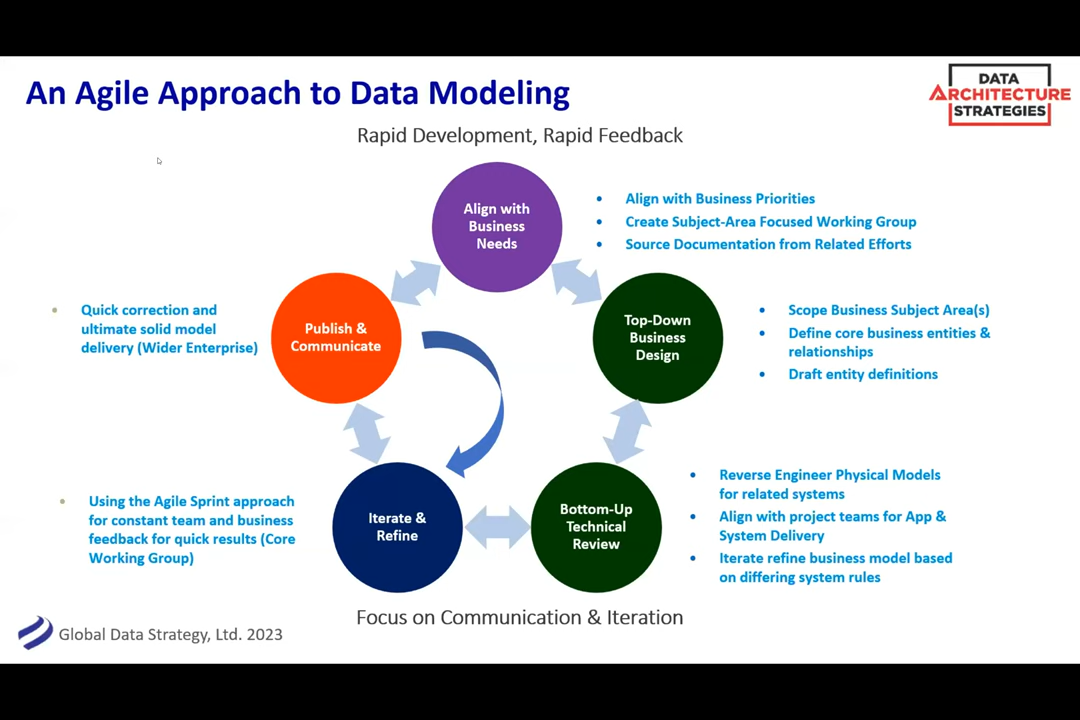 An Agile Approach to Data Modeling
DATA
ARCHITECTURE
STRATEGIES
Rapid Development, Rapid Feedback
Align with
Business
Needs
• Align with Business Priorities
• Create Subject-Area Focused Working Group
• Source Documentation from Related Efforts
Top-Down
Business
Design
• Scope Business Subject Area(s)
• Define core business entities &
relationships
• Draft entity definitions
Bottom-Up
Technical
Review
• Reverse Engineer Physical Models
for related systems
• Align with project teams for App &
System Delivery
• Iterate refine business model based
on differing system rules
Iterate &
Refine
• Using the Agile Sprint approach
for constant team and business
feedback for quick results (Core
Working Group)
Publish &
Communicate
• Quick correction and
ultimate solid model
delivery (Wider Enterprise)
Focus on Communication & Iteration
Global Data Strategy, Ltd. 2023